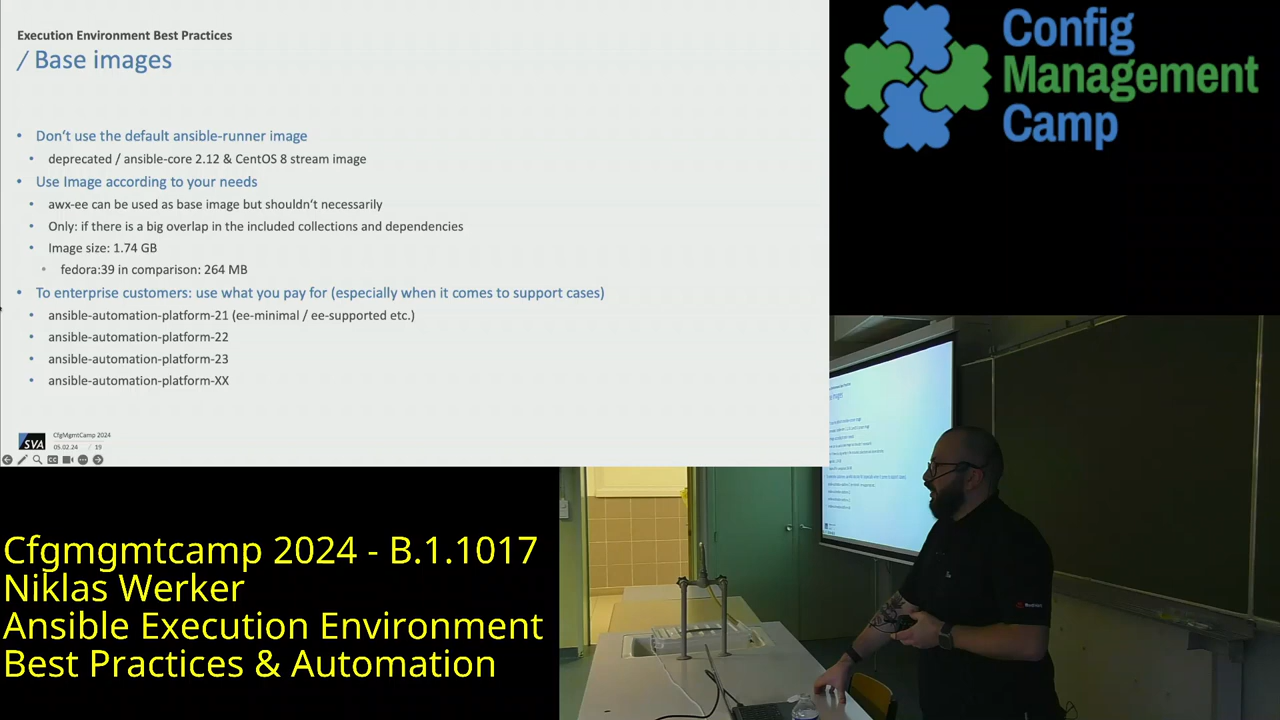 Execution Environment Best Practices
/ Base images
• Don't use the default ansible-runner image
• deprecated / ansible-core 2.12 & CentOS 8 stream image
• Use Image according to your needs
• awx-ee can be used as base image but shouldn't necessarily
• Only: if there is a big overlap in the included collections and dependencies
• Image size: 1.74 GB
• fedora:39 in comparison: 264 MB
• To enterprise customers: use what you pay for (especially when it comes to support cases)
• ansible-automation-platform-21 (ee-minimal / ee-supported etc.)
• ansible-automation-platform-22
• ansible-automation-platform-23
• ansible-automation-platform-XX
SVA
CfgMgmtCamp 2024
05.02.24 / 19
Config
Management
Camp
Cfgmgmtcamp 2024 - B.1.1017
Niklas Werker
Ansible Execution Environment
Best Practices & Automation